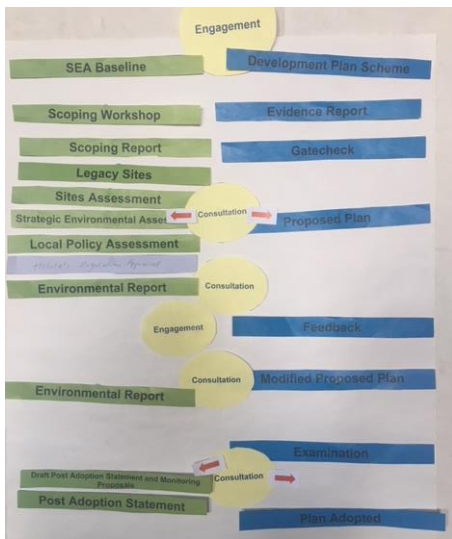 Engagement
SEA Baseline
Development Plan Scheme
Scoping Workshop
Evidence Report
Scoping Report
Gatecheck
Legacy Sites
Sites Assessment
Strategic Environmental
Consultation
Proposed Plan
Local Policy Assessment
Environmental Report
Consultation
Engagement
Feedback
Consultation
Modified Proposed Plan
Environmental Report
Examination
Draft Post Adoption Statement and Monitoring
Proposals
Consultation
Post Adoption Statement
Plan Adopted